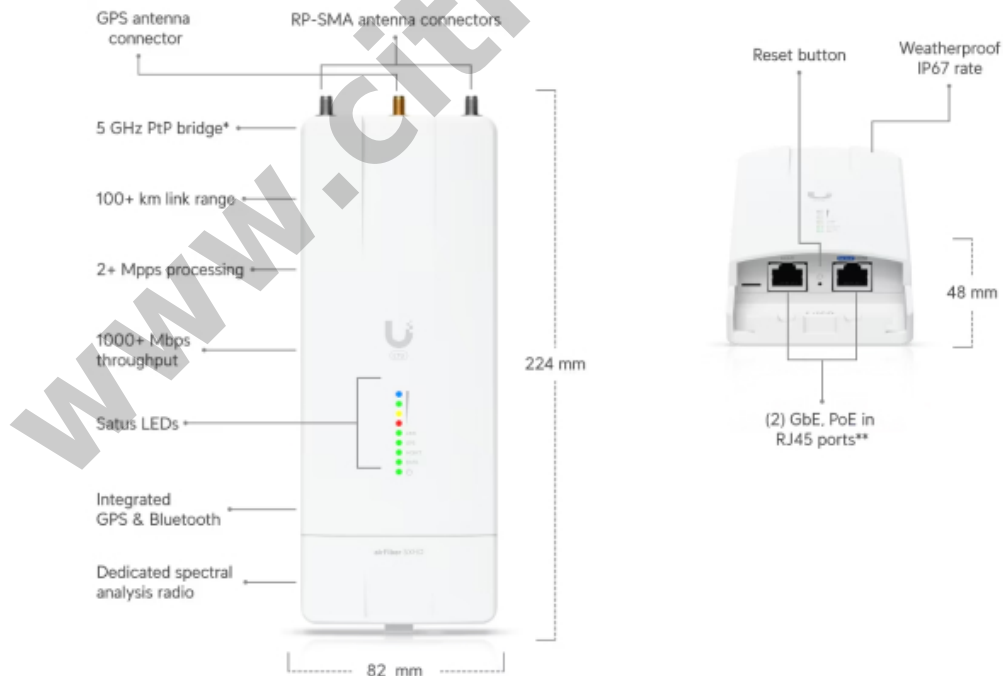 GPS antenna
connector
RP-SMA antenna connectors
5 GHz PtP bridge*
100+ km link range
2+ Mpps processing
1000+ Mbps
throughput
Satus LEDs
Integrated
GPS & Bluetooth
Dedicated spectral
analysis radio
224 mm
82 mm
Reset button
Weatherproof
IP67 rate
48 mm
(2) GbE, PoE in
RJ45 ports**